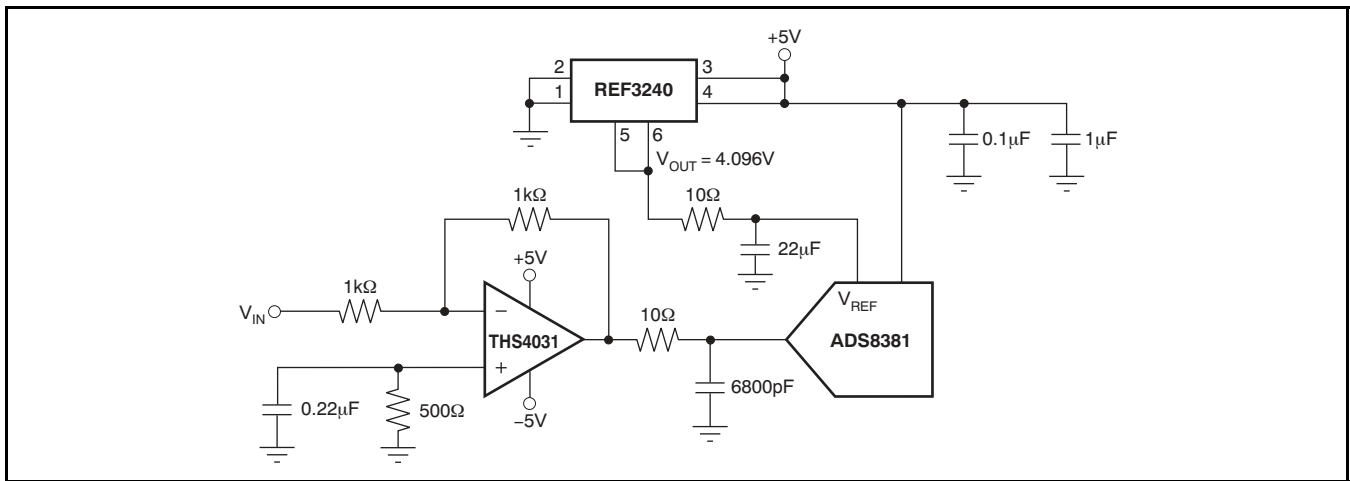 +5V
2
1
REF3240
3
4
5
6
V_OUT = 4.096V
0.1μF
1μF
1kΩ
10Ω
22μF
+5V
1kΩ
V_IN
−
THS4031
+
−5V
10Ω
V_REF
ADS8381
6800pF
0.22μF
500Ω